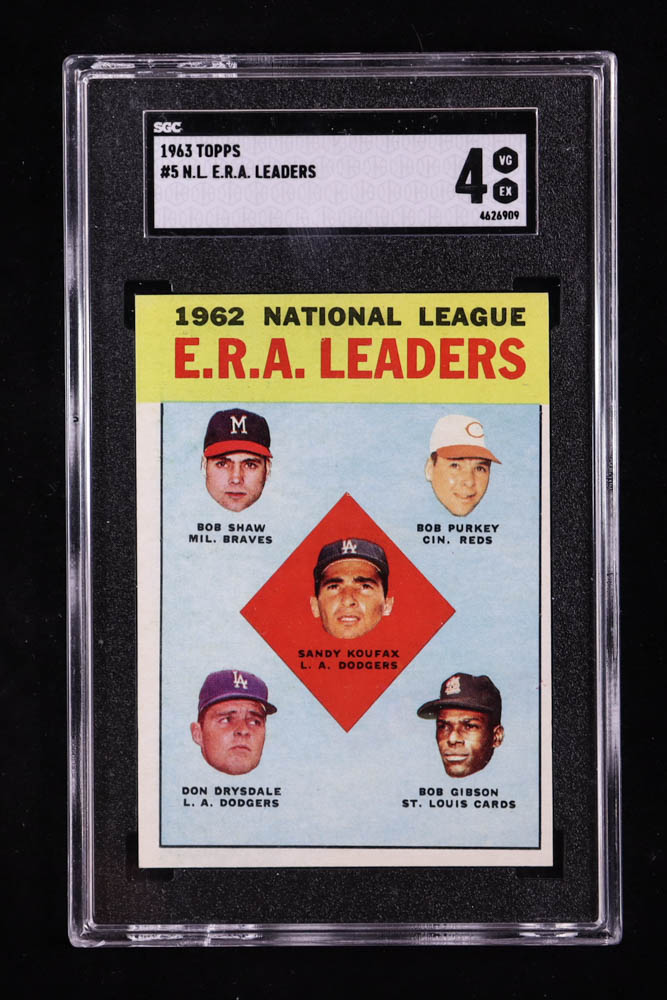 SGC
1963 TOPPS
#5 N.L. E.R.A. LEADERS
4 VG EX
4626909
1962 NATIONAL LEAGUE
E.R.A. LEADERS
M
C
BOB SHAW
MIL. BRAVES
BOB PURKEY
CIN. REDS
LA
SANDY KOUFAX
L. A. DODGERS
LA
DON DRYSDALE
L. A. DODGERS
BOB GIBSON
ST. LOUIS CARDS